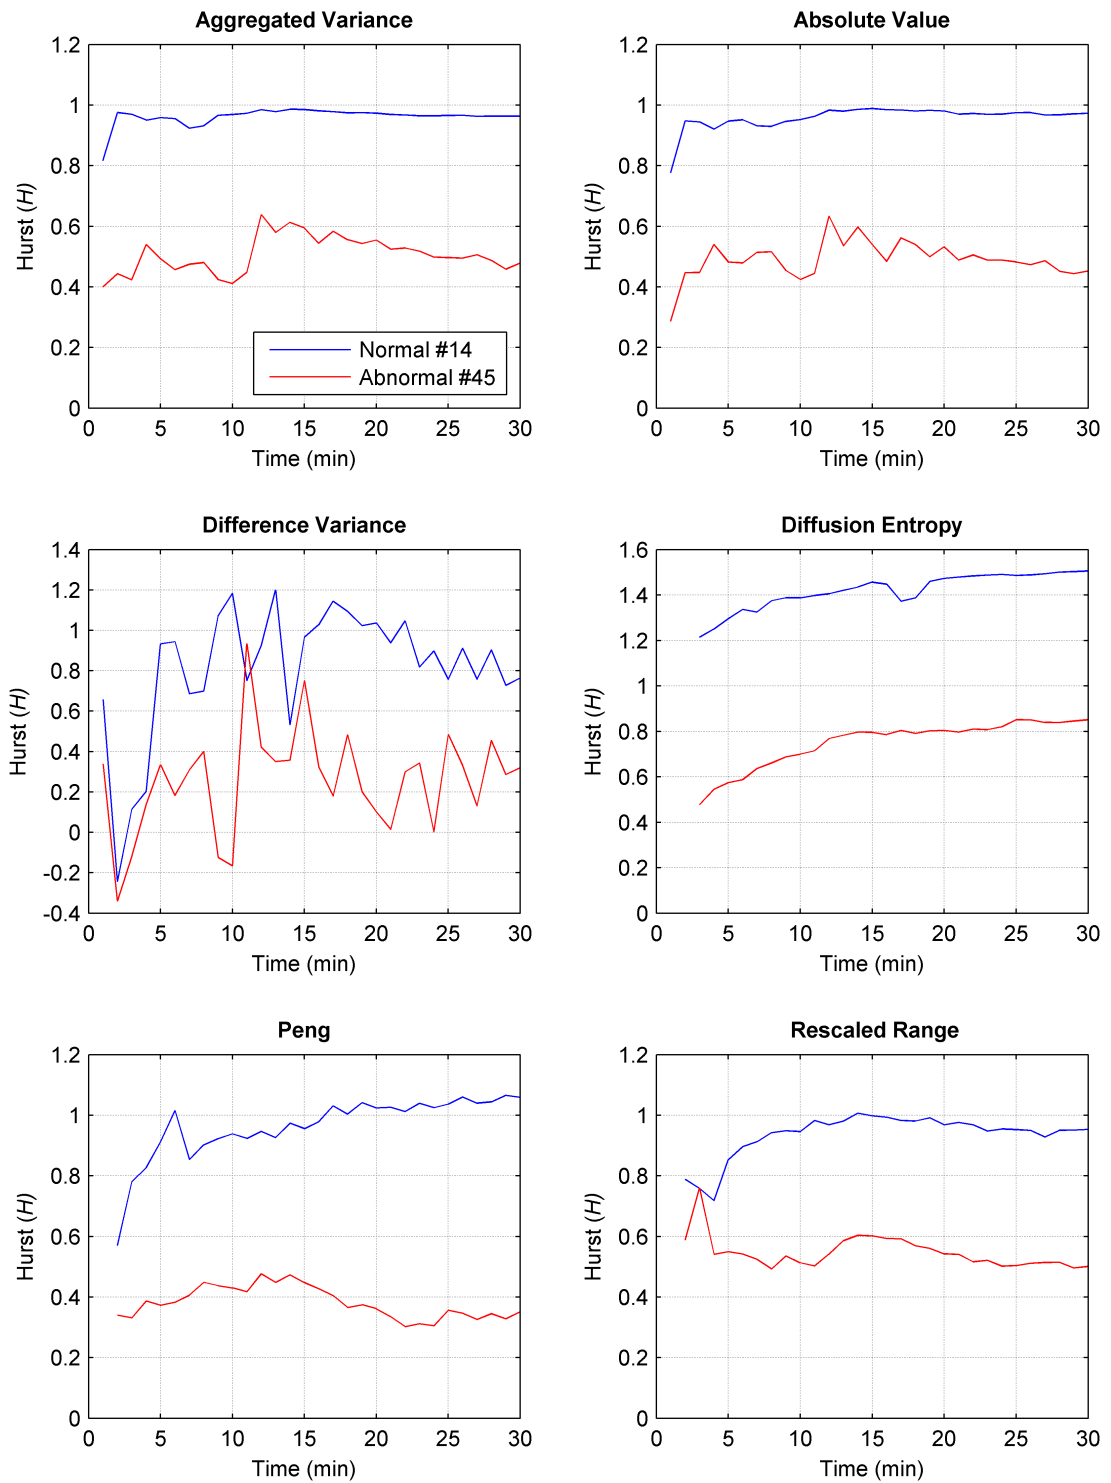 Aggregated Variance
1.2
1
0.8
0.6
0.4
0.2
0
Hurst (H)
Normal #14
Abnormal #45
0 5 10 15 20 25 30
Time (min)
Absolute Value
1.2
1
0.8
0.6
0.4
0.2
0
Hurst (H)
0 5 10 15 20 25 30
Time (min)
Difference Variance
1.4
1.2
1
0.8
0.6
0.4
0.2
0
-0.2
-0.4
Hurst (H)
0 5 10 15 20 25 30
Time (min)
Diffusion Entropy
1.6
1.4
1.2
1
0.8
0.6
0.4
0.2
0
Hurst (H)
0 5 10 15 20 25 30
Time (min)
Peng
1.2
1
0.8
0.6
0.4
0.2
0
Hurst (H)
0 5 10 15 20 25 30
Time (min)
Rescaled Range
1.2
1
0.8
0.6
0.4
0.2
0
Hurst (H)
0 5 10 15 20 25 30
Time (min)